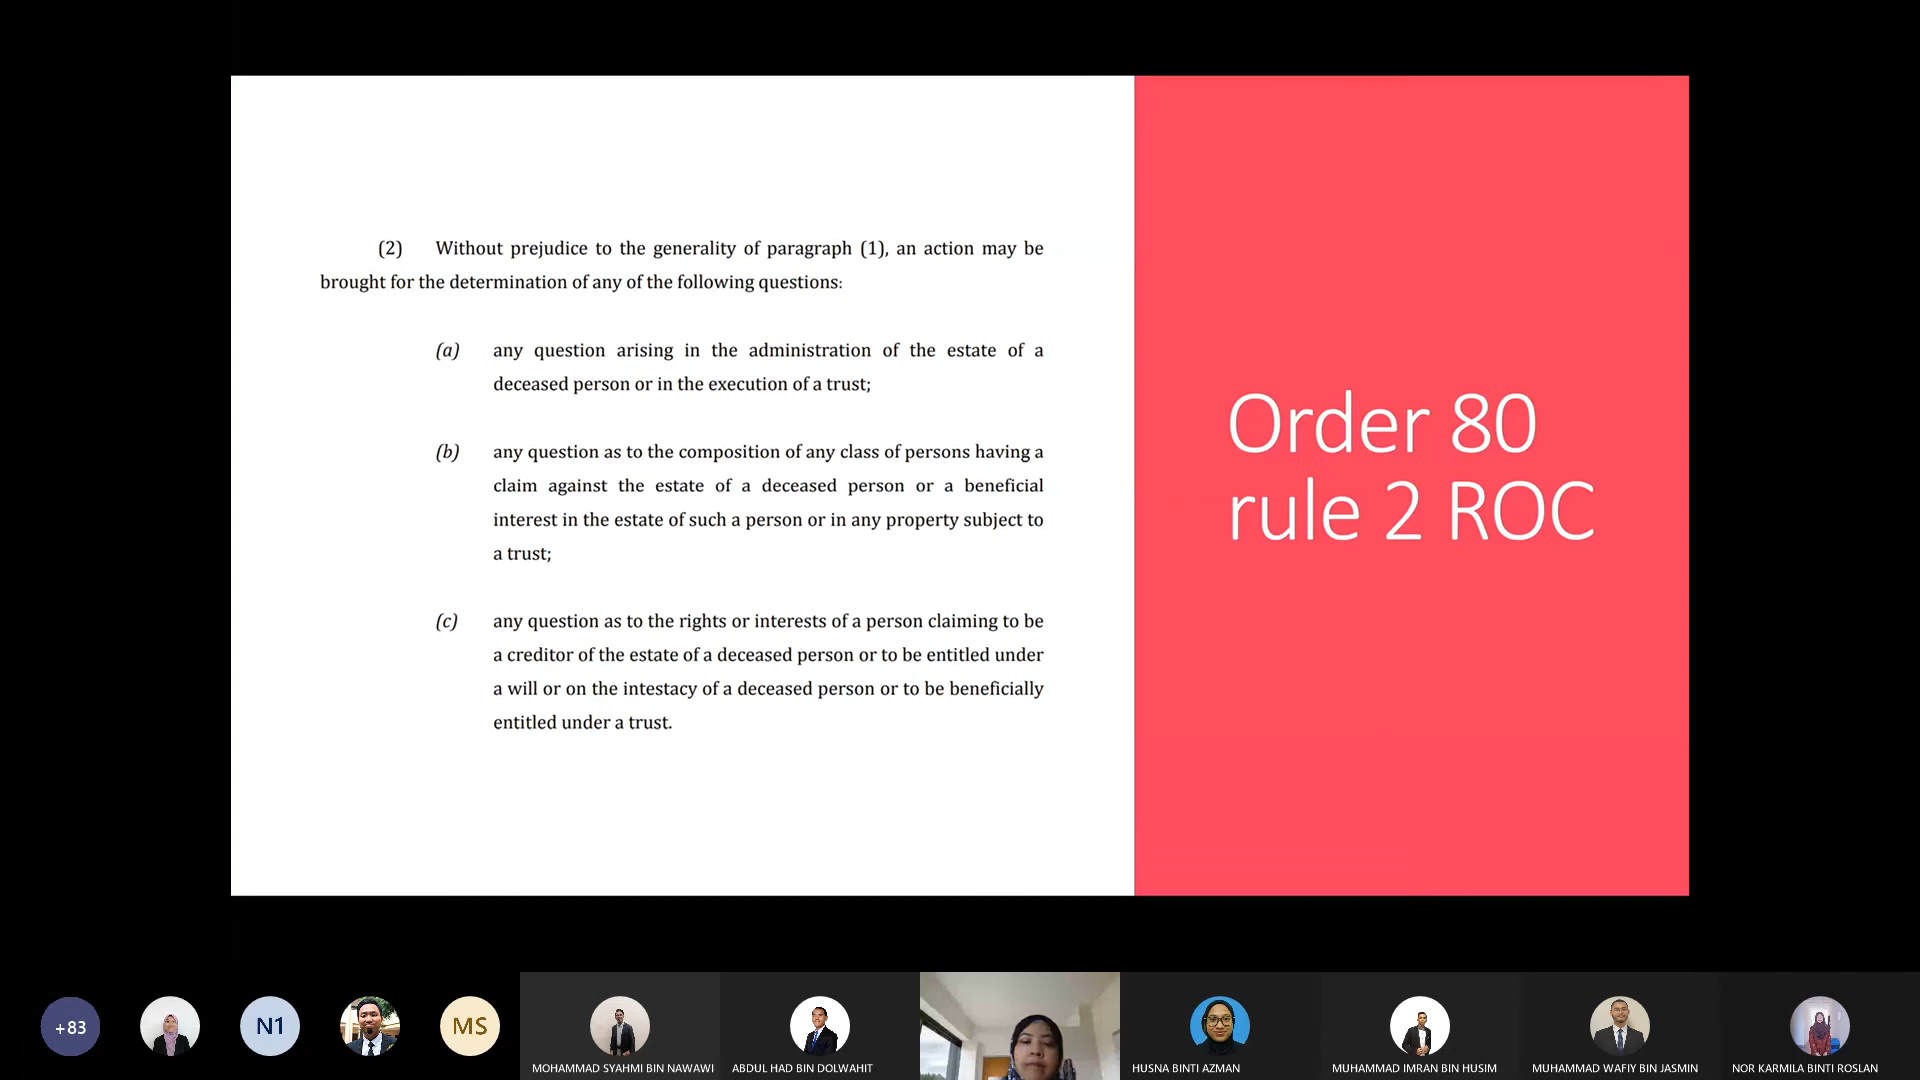 (2) Without prejudice to the generality of paragraph (1), an action may be
brought for the determination of any of the following questions:
(a) any question arising in the administration of the estate of a
deceased person or in the execution of a trust;
(b) any question as to the composition of any class of persons having a
claim against the estate of a deceased person or a beneficial
interest in the estate of such a person or in any property subject to
a trust;
(c) any question as to the rights or interests of a person claiming to be
a creditor of the estate of a deceased person or to be entitled under
a will or on the intestacy of a deceased person or to be beneficially
entitled under a trust.
Order 80
rule 2 ROC
+83
N1
MS
MOHAMMAD SYAHMI BIN NAWAWI
ABDUL HAD BIN DOLWAHIT
HUSNA BINTI AZMAN
MUHAMMAD IMRAN BIN HUSIM
MUHAMMAD WAFIY BIN JASMIN
NOR KARMILA BINTI ROSLAN